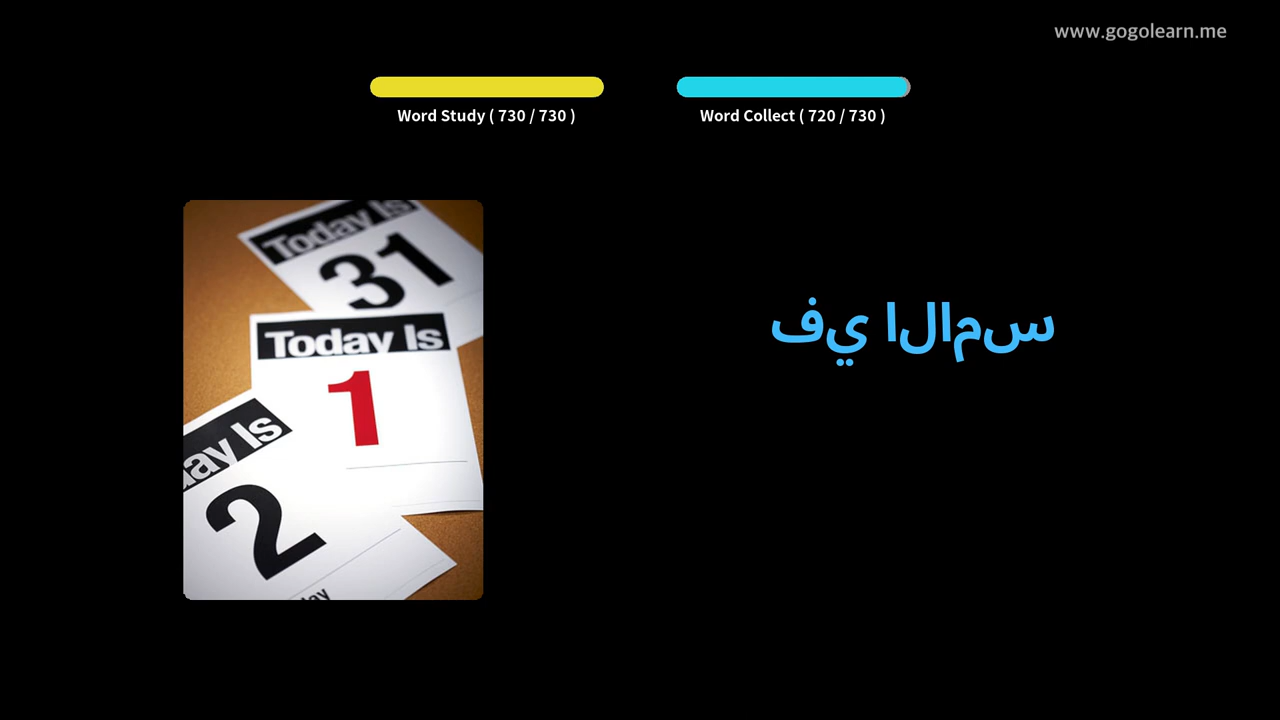 www.gogolearn.me
Word Study ( 730 / 730 )
Word Collect ( 720 / 730 )
Today Is
31
Today Is
1
ay Is
2
في الامس